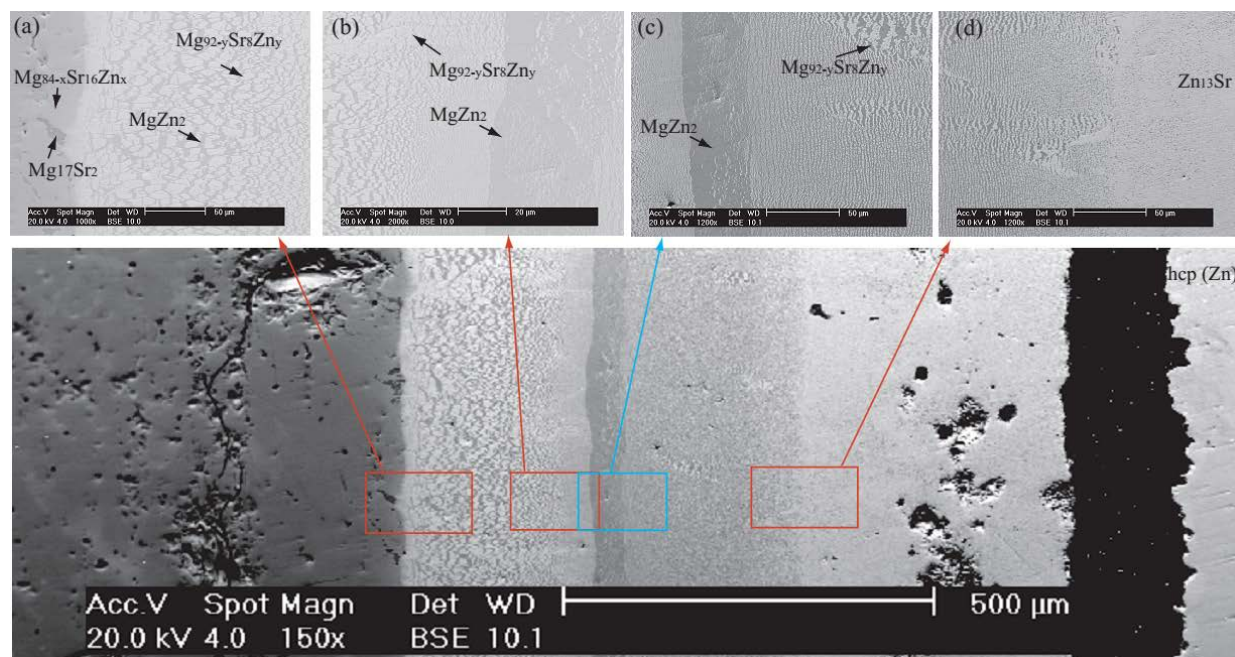 (a)
Mg92-ySr8Zny
Mg84-xSr16Znx
MgZn2
Mg17Sr2
Acc.V Spot Magn Det WD 50 µm
20.0 kV 4.0 1000x BSE 10.0
(b)
Mg92-ySr8Zny
MgZn2
Acc.V Spot Magn Det WD 20 µm
20.0 kV 4.0 2000x BSE 10.0
(c)
Mg92-ySr8Zny
MgZn2
Acc.V Spot Magn Det WD 50 µm
20.0 kV 4.0 1200x BSE 10.1
(d)
Zn13Sr
Acc.V Spot Magn Det WD 50 µm
20.0 kV 4.0 1200x BSE 10.1
hcp (Zn)
Acc.V Spot Magn Det WD 500 µm
20.0 kV 4.0 150x BSE 10.1